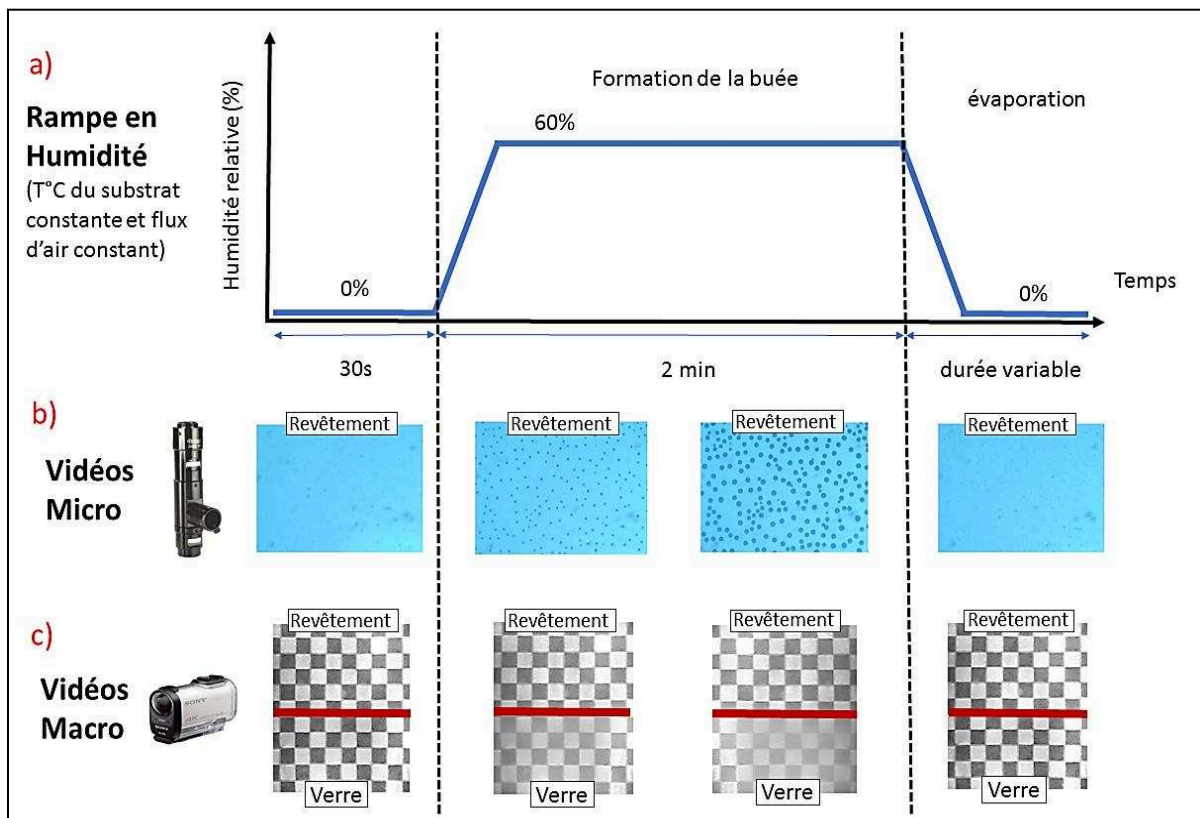 a)
Rampe en
Humidité
(T°C du substrat
constante et flux
d'air constant)
Humidité relative (%)
Formation de la buée
évaporation
60%
0%
0%
Temps
30s
2 min
durée variable
b)
Vidéos
Micro
Revêtement
Revêtement
Revêtement
Revêtement
c)
Vidéos
Macro
SONY
Revêtement
Revêtement
Revêtement
Revêtement
Verre
Verre
Verre
Verre